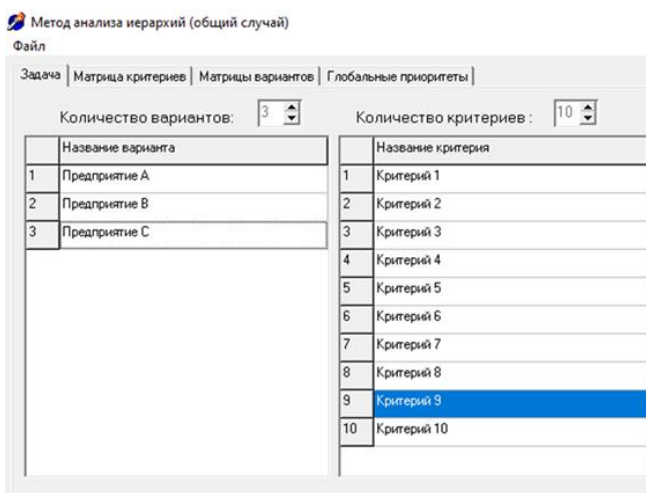 Метод анализа иерархий (общий случай)
Файл
Задача Матрица критериев Матрицы вариантов Глобальные приоритеты
Количество вариантов: 3 Количество критериев : 10
Название варианта Название критерия
1 Предприятие А 1 Критерий 1
2 Предприятие В 2 Критерий 2
3 Предприятие С 3 Критерий 3
4 Критерий 4
5 Критерий 5
6 Критерий 6
7 Критерий 7
8 Критерий 8
9 Критерий 9
10 Критерий 10